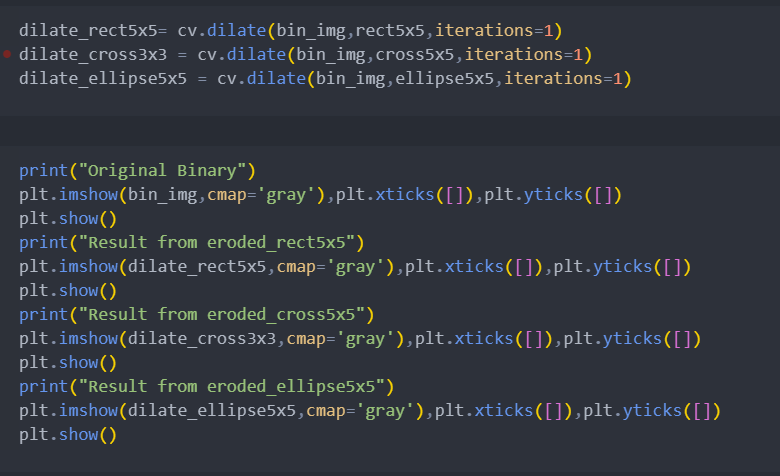 dilate_rect5x5= cv.dilate(bin_img,rect5x5,iterations=1)
dilate_cross3x3 = cv.dilate(bin_img,cross5x5,iterations=1)
dilate_ellipse5x5 = cv.dilate(bin_img,ellipse5x5,iterations=1)
print("Original Binary")
plt.imshow(bin_img,cmap='gray'),plt.xticks([]),plt.yticks([])
plt.show()
print("Result from eroded_rect5x5")
plt.imshow(dilate_rect5x5,cmap='gray'),plt.xticks([]),plt.yticks([])
plt.show()
print("Result from eroded_cross5x5")
plt.imshow(dilate_cross3x3,cmap='gray'),plt.xticks([]),plt.yticks([])
plt.show()
print("Result from eroded_ellipse5x5")
plt.imshow(dilate_ellipse5x5,cmap='gray'),plt.xticks([]),plt.yticks([])
plt.show()